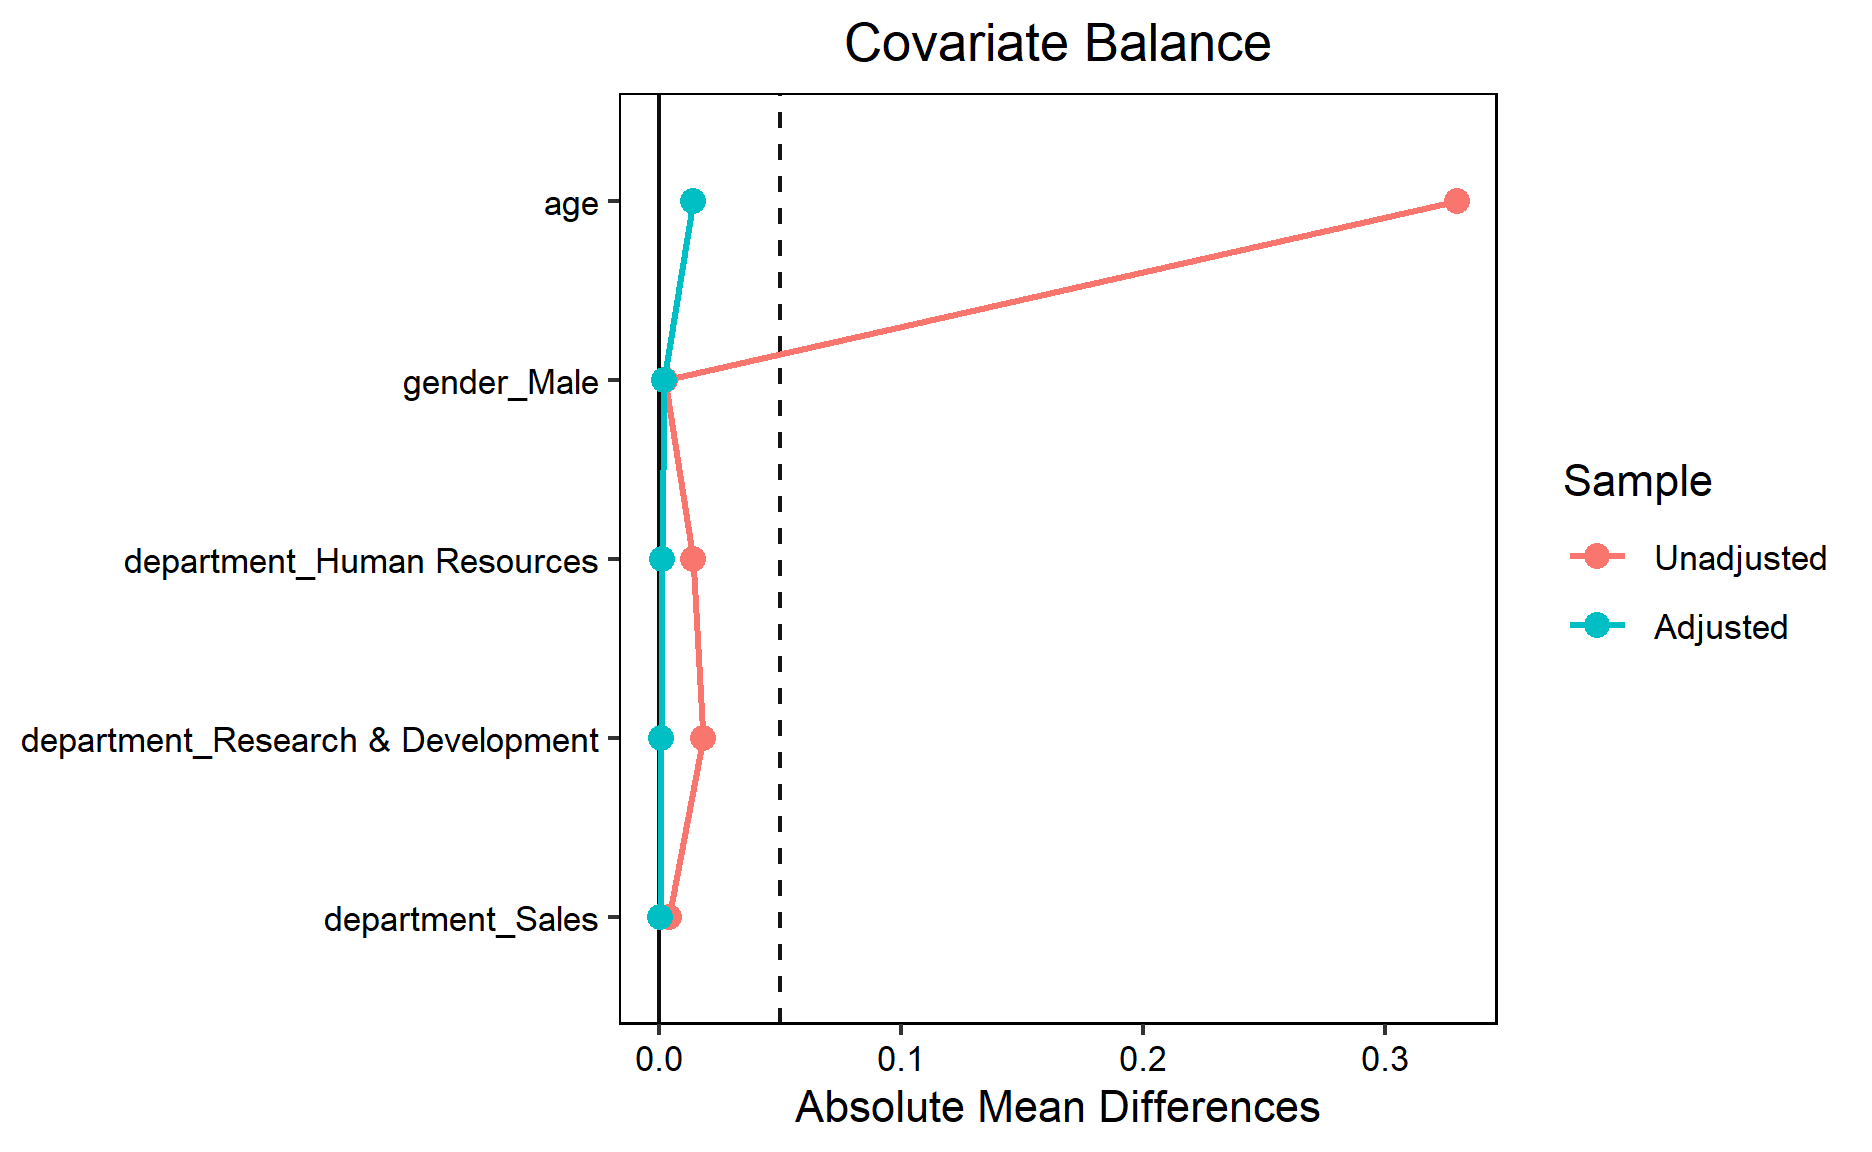 Covariate Balance
age
gender_Male
department_Human Resources
department_Research & Development
department_Sales
0.0 0.1 0.2 0.3
Absolute Mean Differences
Sample
Unadjusted
Adjusted